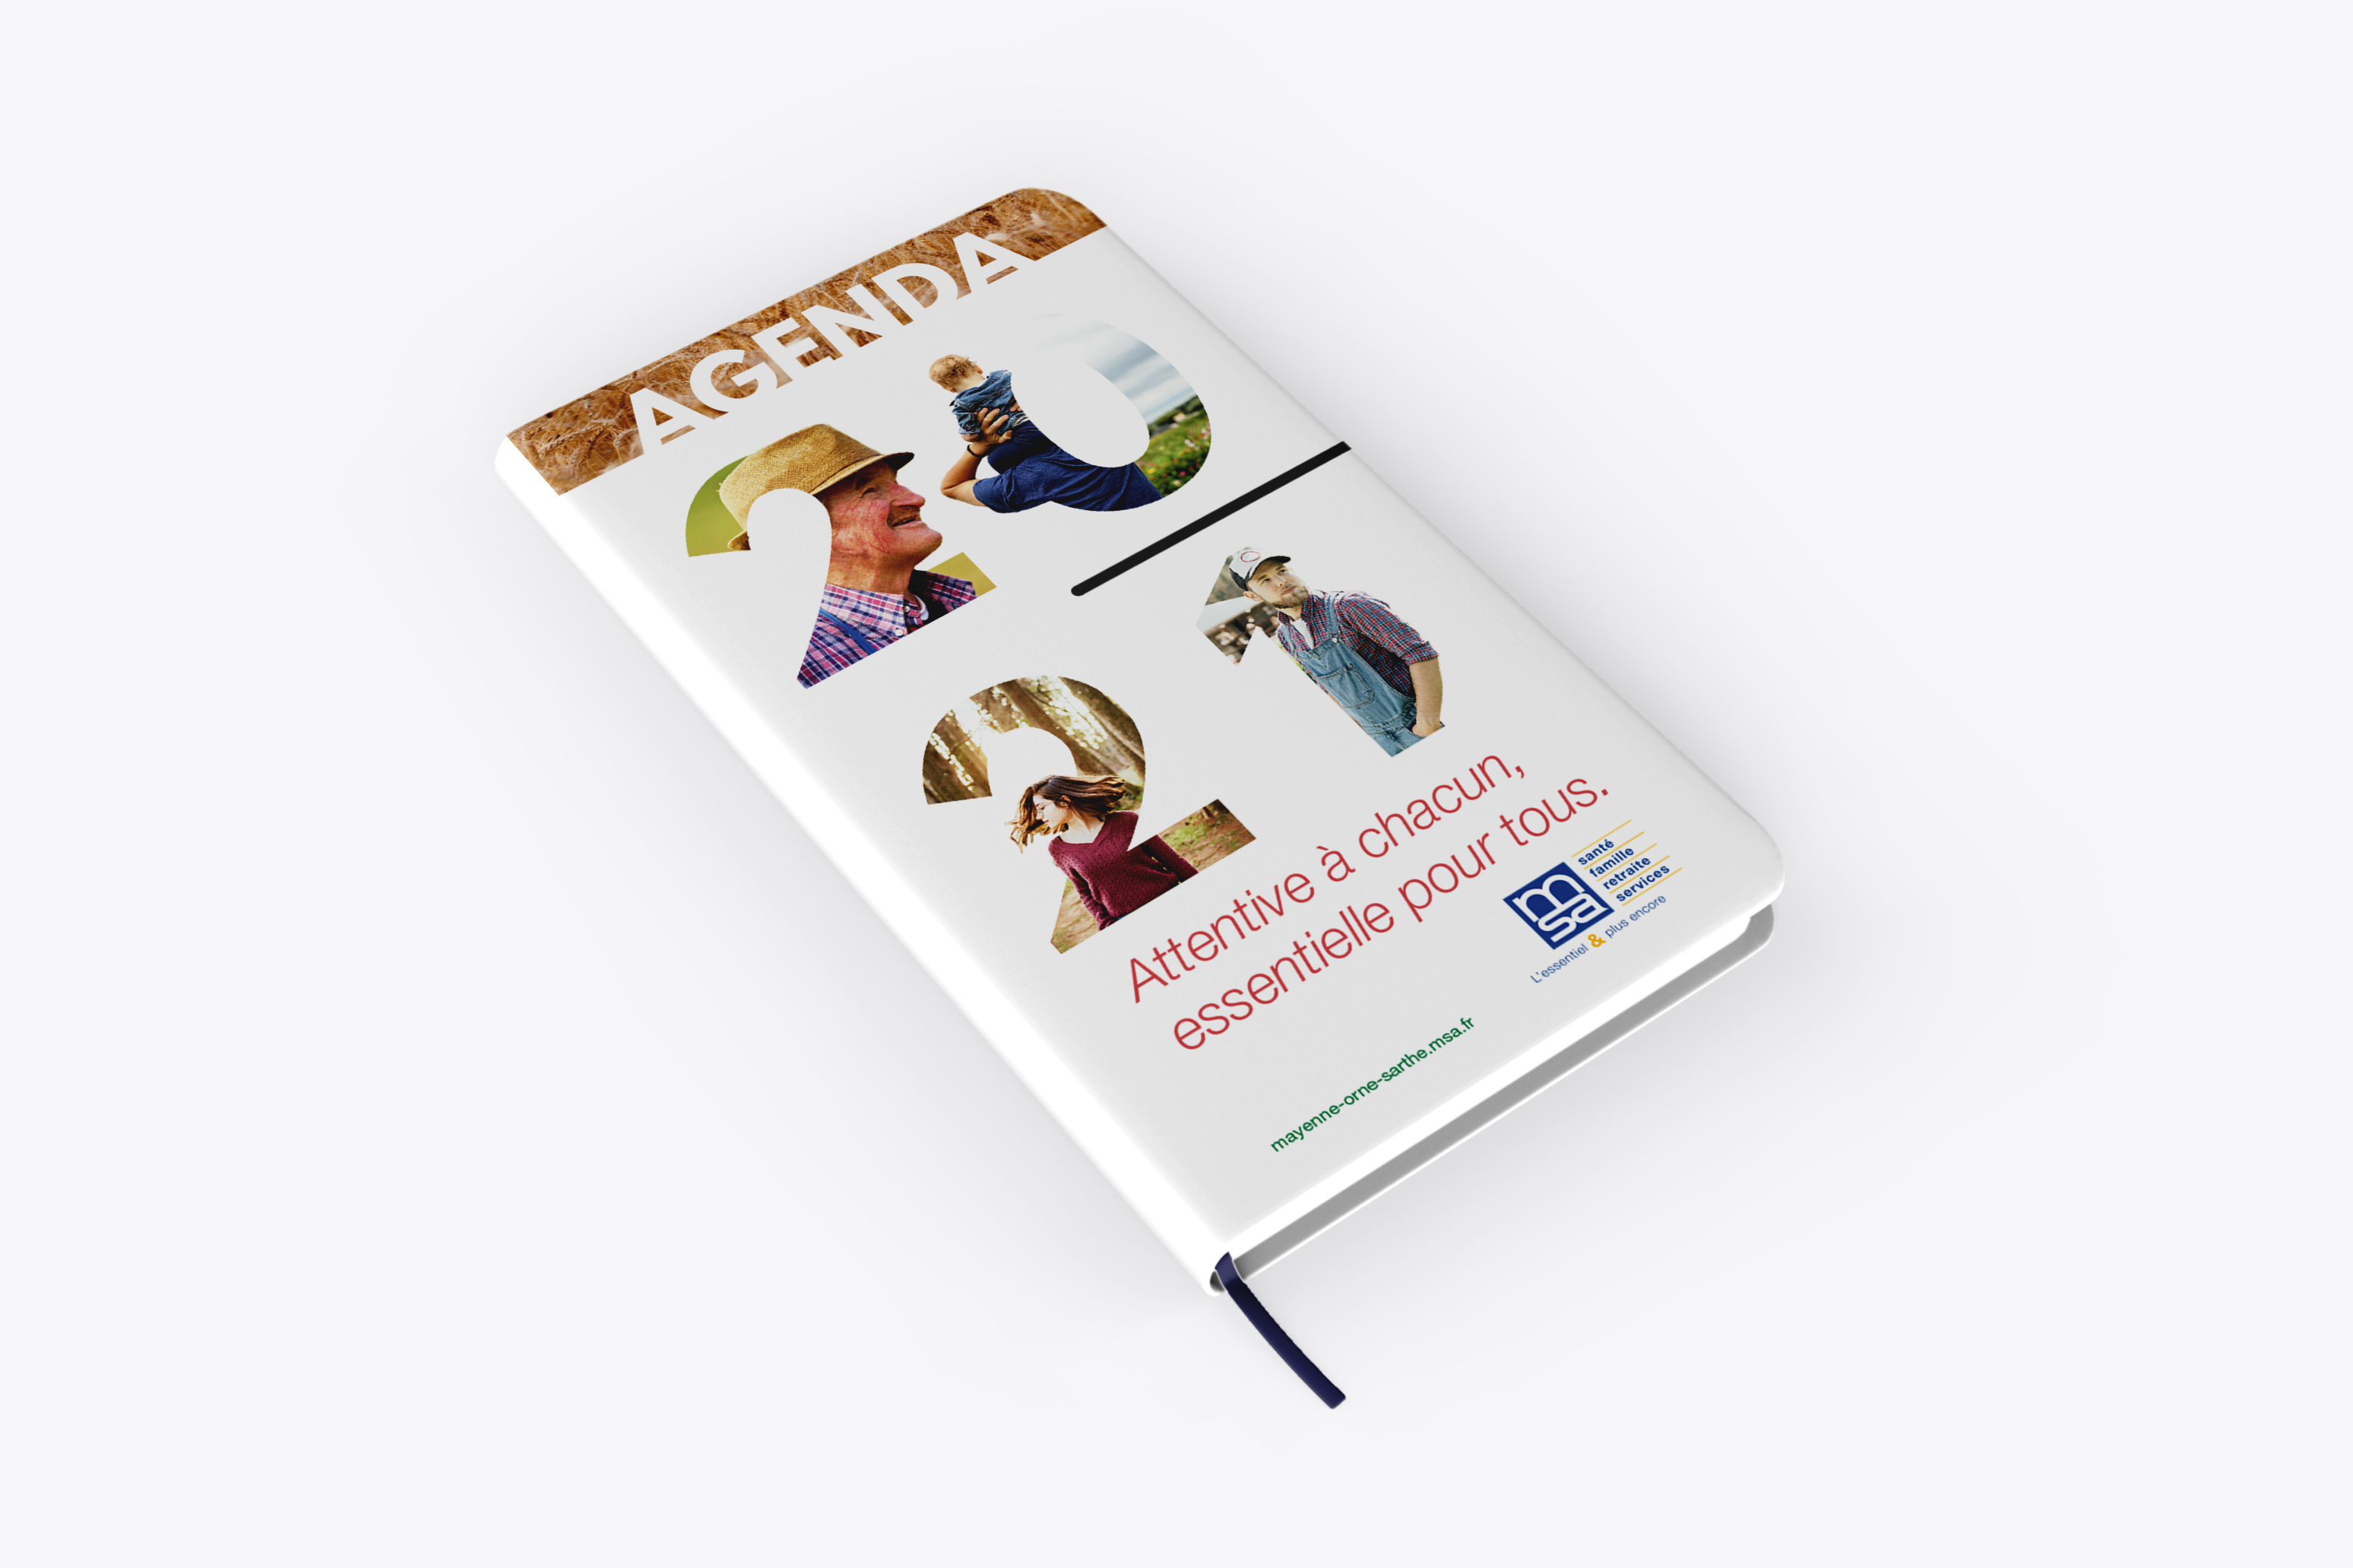 AGENDA
20
21
Attentive à chacun,
essentielle pour tous.
msa
santé
famille
retraite
services
L'essentiel & plus encore
mayenne-orne-sarthe.msa.fr